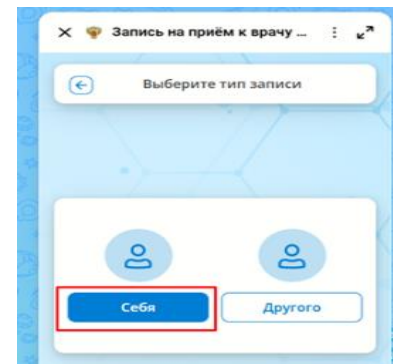 Запись на приём к врачу ...
Выберите тип записи
Себя
Другого